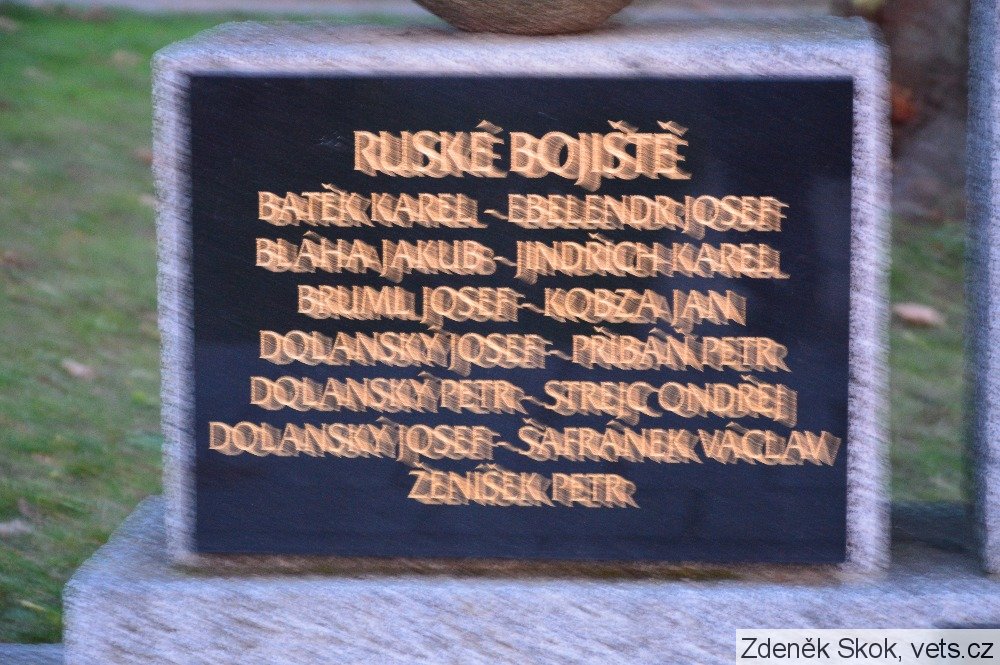 RUSKÉ BOJIŠTĚ
BATĚK KAREL - EBELENDR JOSEF
BLÁHA JAKUB - JINDŘICH KAREL
BRUML JOSEF - KOBZA JAN
DOLANSKÝ JOSEF - PŘIBÁŇ PETR
DOLANSKÝ PETR - STREJC ONDŘEJ
DOLANSKÝ JOSEF - ŠAFRÁNEK VÁCLAV
ŽENÍŠEK PETR
Zdeněk Skok, vets.cz